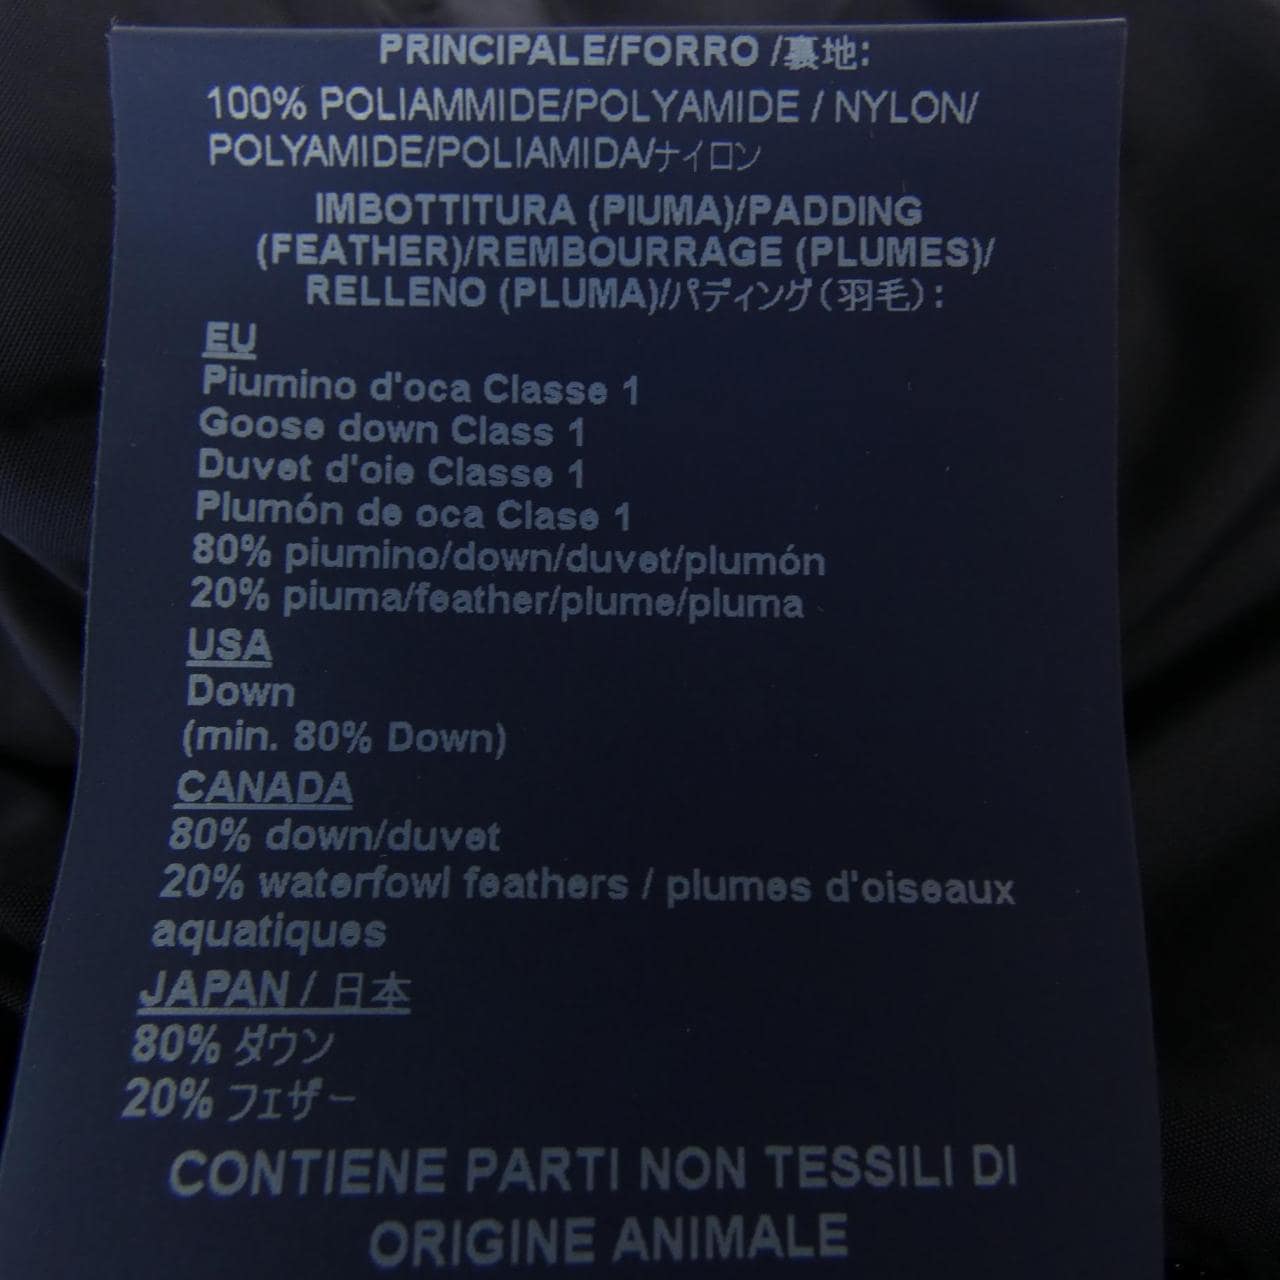 PRINCIPALE/FORRO /裏地:
100% POLIAMMIDE/POLYAMIDE / NYLON/
POLYAMIDE/POLIAMIDA/ナイロン
IMBOTTITURA (PIUMA)/PADDING
(FEATHER)/REMBOURRAGE (PLUMES)/
RELLENO (PLUMA)/パディング(羽毛):
EU
Piumino d'oca Classe 1
Goose down Class 1
Duvet d'oie Classe 1
Plumón de oca Clase 1
80% piumino/down/duvet/plumón
20% piuma/feather/plume/pluma
USA
Down
(min. 80% Down)
CANADA
80% down/duvet
20% waterfowl feathers / plumes d'oiseaux
aquatiques
JAPAN / 日本
80% ダウン
20% フェザー
CONTIENE PARTI NON TESSILI DI
ORIGINE ANIMALE